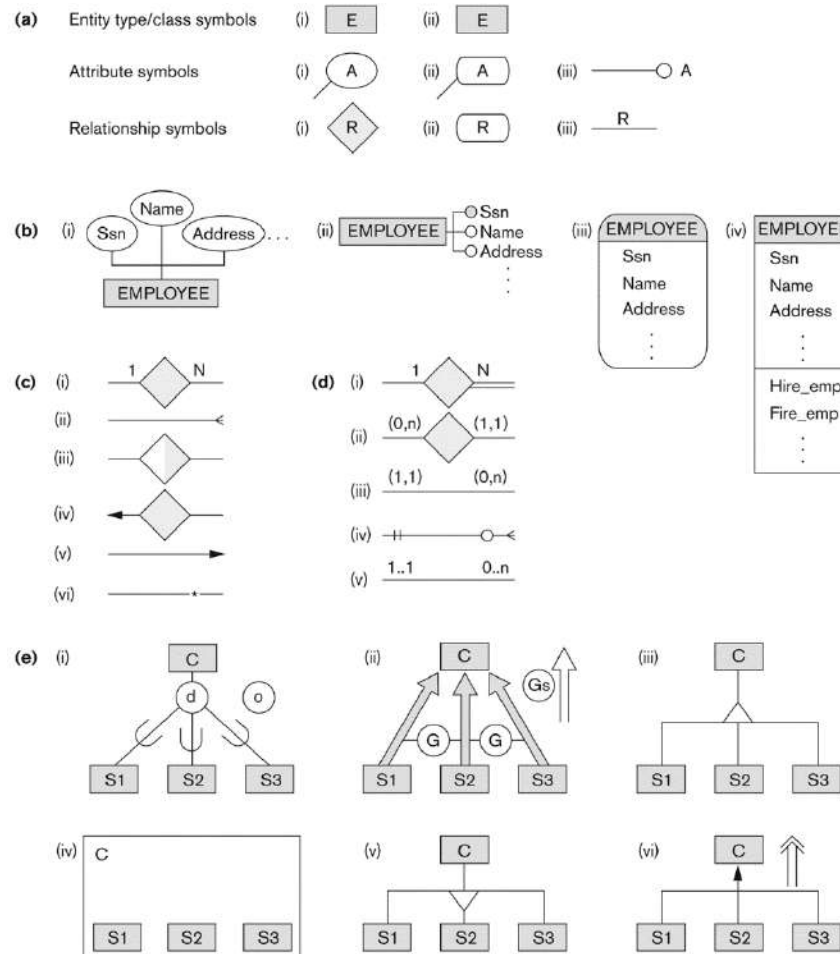 (a) Entity type/class symbols (i) E (ii) E
Attribute symbols (i) A (ii) A (iii) A
Relationship symbols (i) R (ii) R (iii) R
(b) (i) Ssn Name Address . . . EMPLOYEE
(ii) EMPLOYEE Ssn
Name
Address
(iii) EMPLOYEE
Ssn
Name
Address
(iv) EMPLOYE
Ssn
Name
Address
Hire_emp
Fire_emp
(c) (i) 1 N
(ii)
(iii)
(iv)
(v)
(vi) *
(d) (i) 1 N
(ii) (0,n) (1,1)
(iii) (1,1) (0,n)
(iv)
(v) 1..1 0..n
(e) (i) C
d o
S1 S2 S3
(ii) C
Gs
G G
S1 S2 S3
(iii) C
S1 S2 S3
(iv) C
S1 S2 S3
(v) C
S1 S2 S3
(vi) C
S1 S2 S3